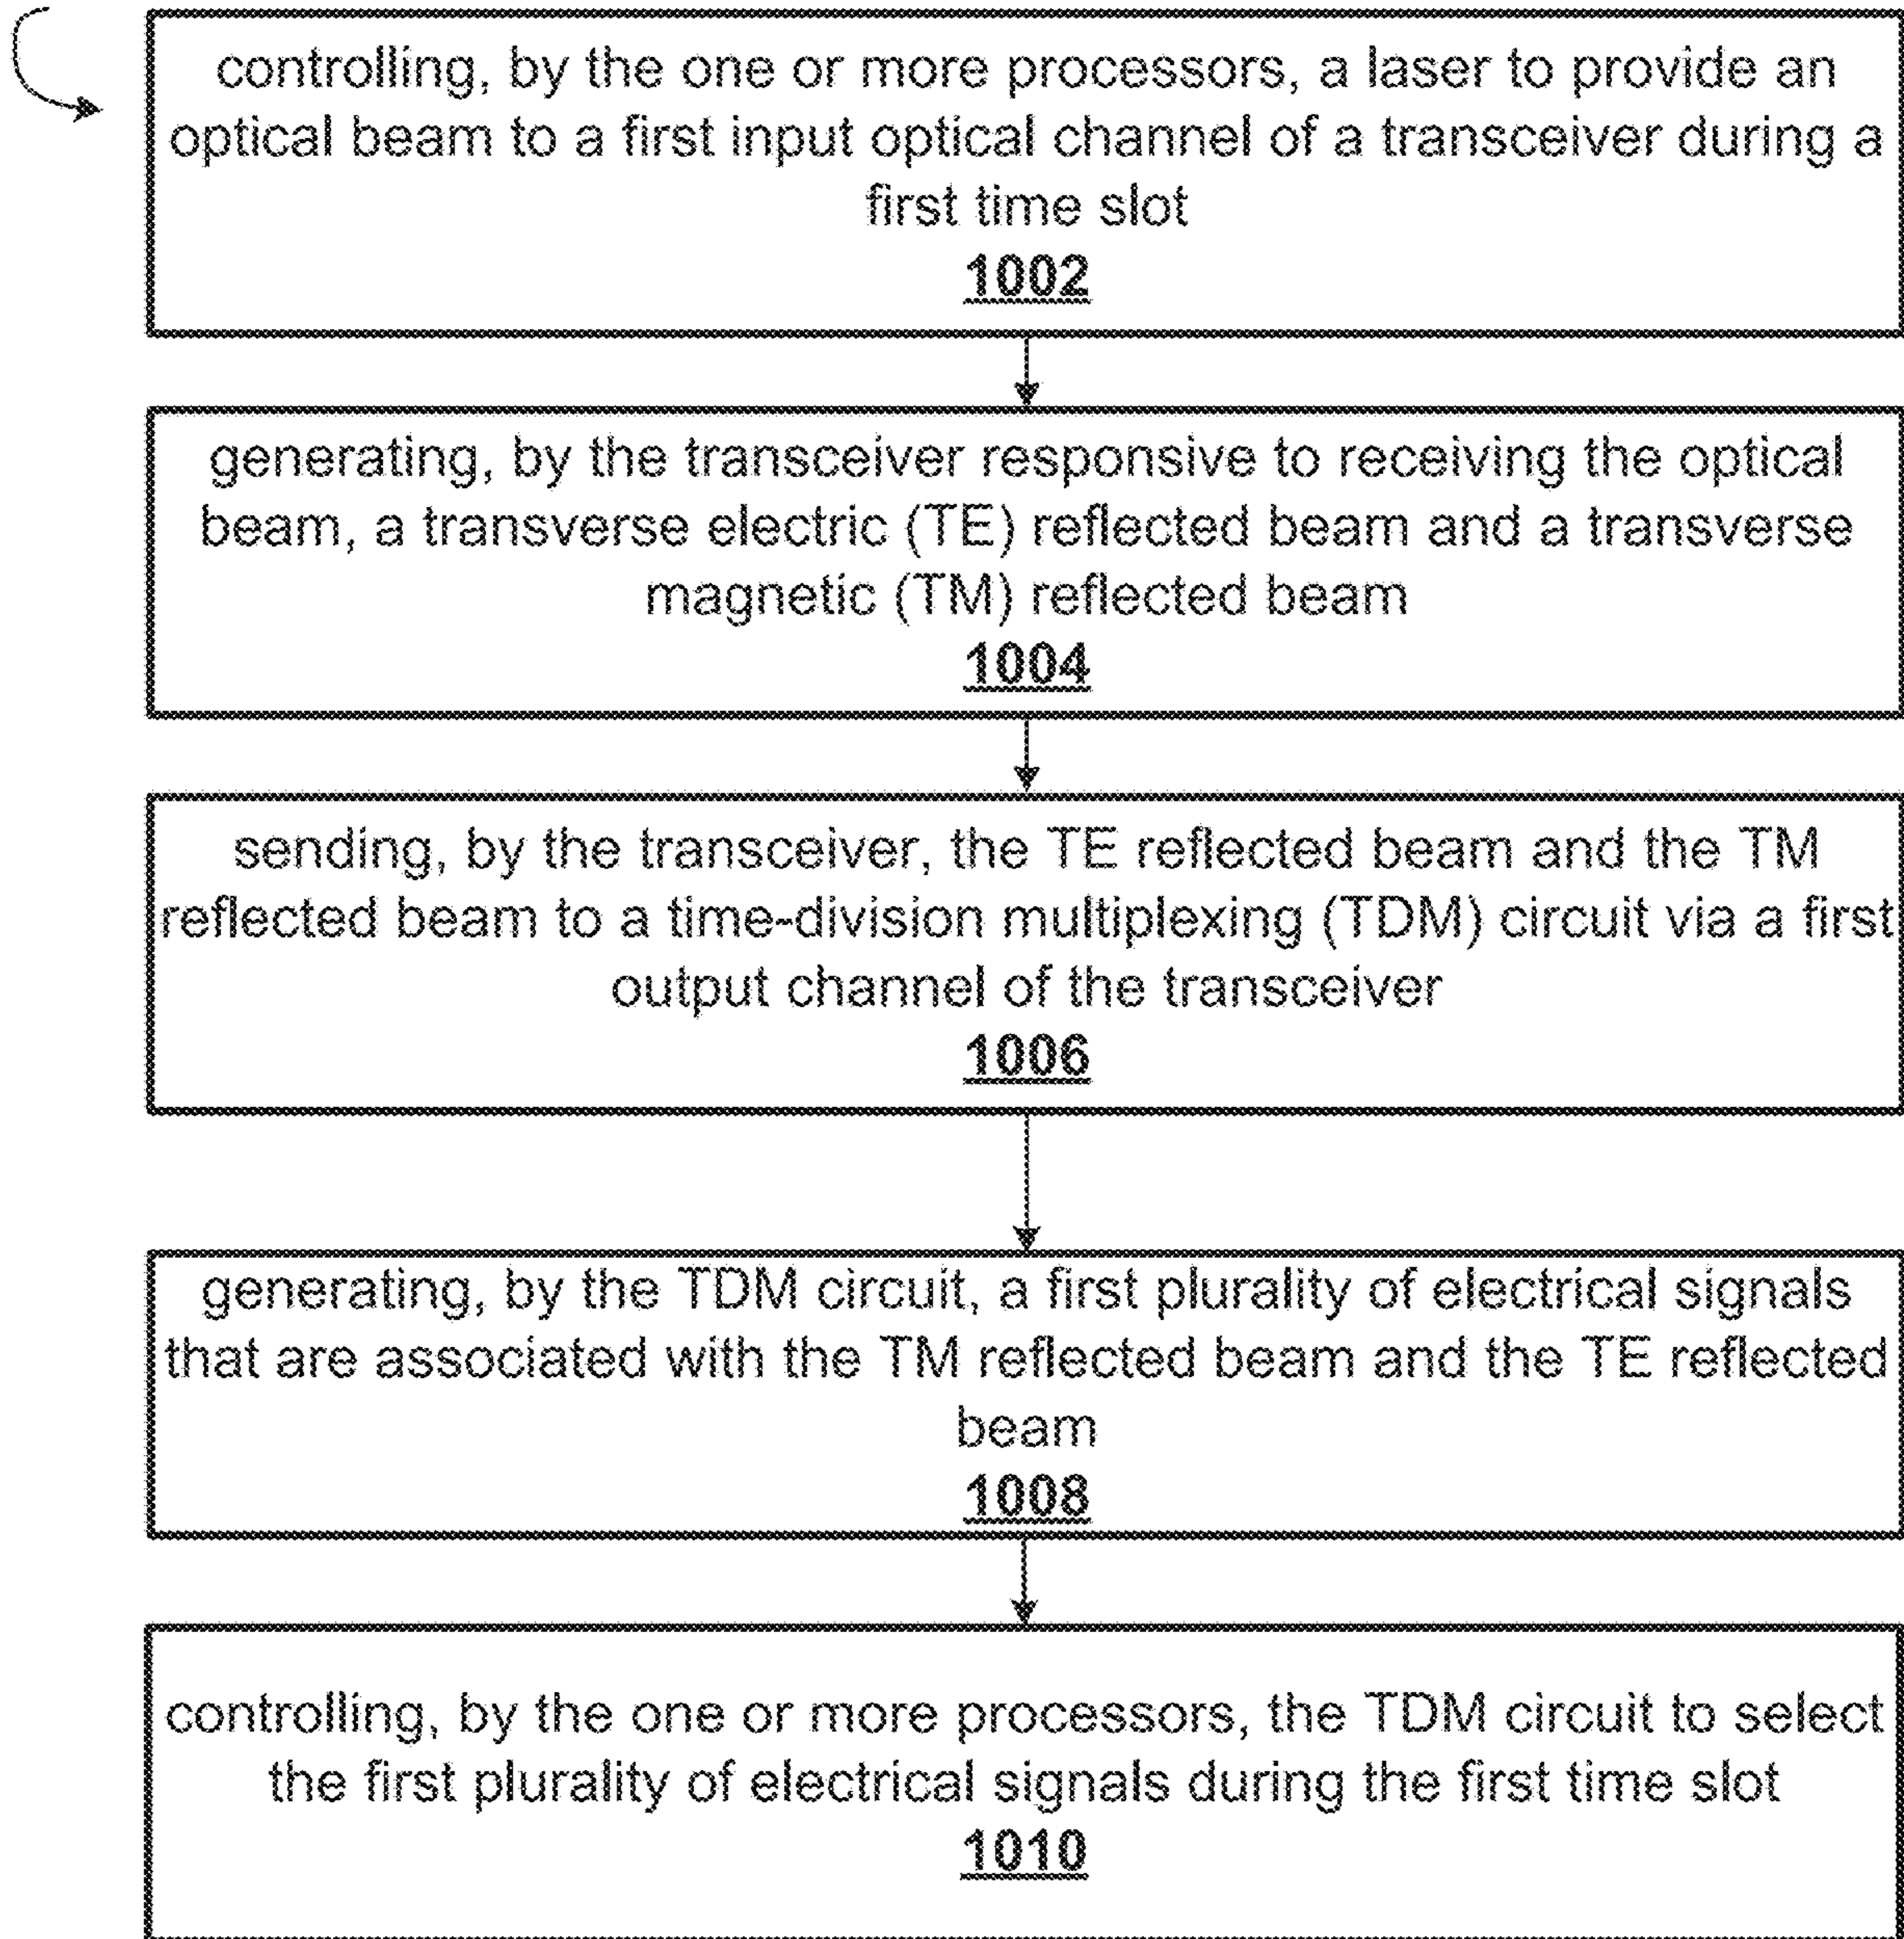 controlling, by the one or more processors, a laser to provide an
optical beam to a first input optical channel of a transceiver during a
first time slot
1002
generating, by the transceiver responsive to receiving the optical
beam, a transverse electric (TE) reflected beam and a transverse
magnetic (TM) reflected beam
1004
sending, by the transceiver, the TE reflected beam and the TM
reflected beam to a time-division multiplexing (TDM) circuit via a first
output channel of the transceiver
1006
generating, by the TDM circuit, a first plurality of electrical signals
that are associated with the TM reflected beam and the TE reflected
beam
1008
controlling, by the one or more processors, the TDM circuit to select
the first plurality of electrical signals during the first time slot
1010